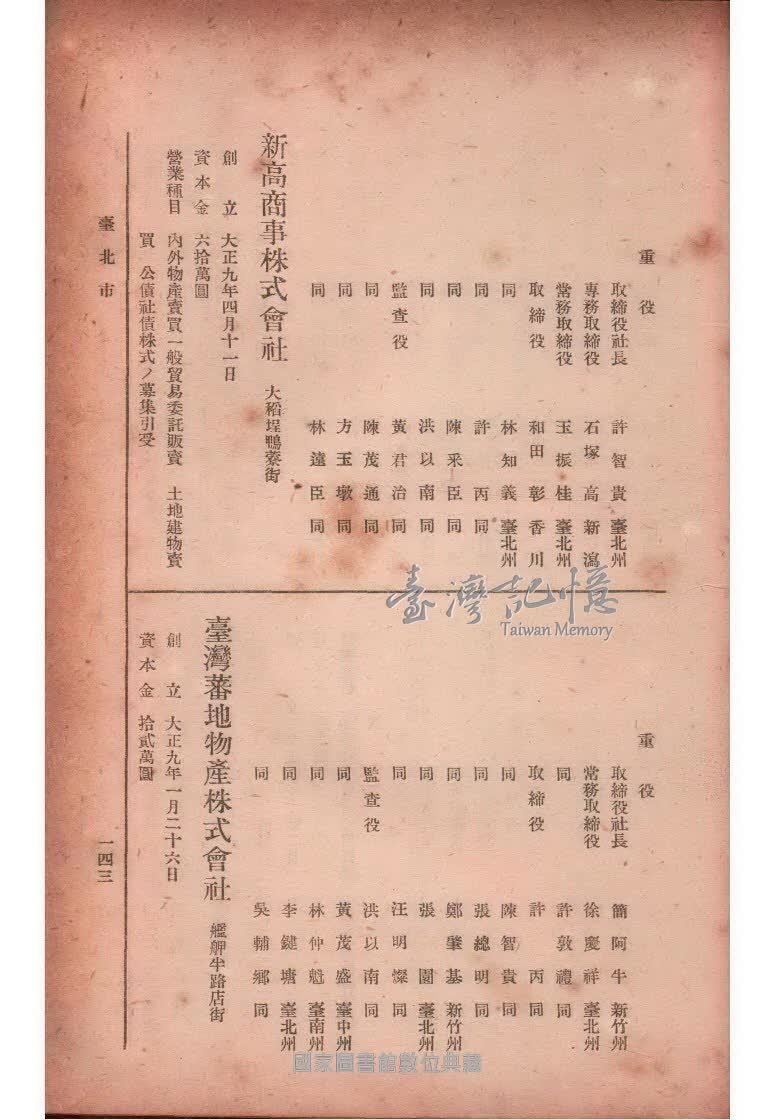 重役
取締役社長 許智貴 臺北州
專務取締役 石塚高 新瀉
常務取締役 玉振桂 臺北州
取締役 和田彰 香川
同 林知義 臺北州
同 許丙 同
同 陳釆臣 同
同 洪以南 同
監查役 黃君治 同
同 陳茂通 同
同 方玉墩 同
同 林遠臣 同
新高商事株式會社 大稻埕鴨寮街
創立 大正九年四月十一日
資本金 六拾萬圓
營業種目 內外物產賣買一般貿易委託販賣 土地建物賣
買 公債社債株式ノ募集引受
重役
取締役社長 簡阿牛 新竹州
常務取締役 徐慶祥 臺北州
同 許敦禮 同
取締役 許丙 同
同 陳智貴 同
同 張總明 同
同 鄭肇基 新竹州
同 張園 臺北州
同 汪明燦 同
監查役 洪以南 同
同 黃茂盛 臺中州
同 林仲魁 臺南州
同 李鍵塘 臺北州
同 吳輔鄉 同
臺灣蕃地物產株式會社 艋舺半路店街
創立 大正九年一月二十六日
資本金 拾貳萬圓
臺北市
一四三
臺灣記憶
Taiwan Memory
國家圖書館數位典藏